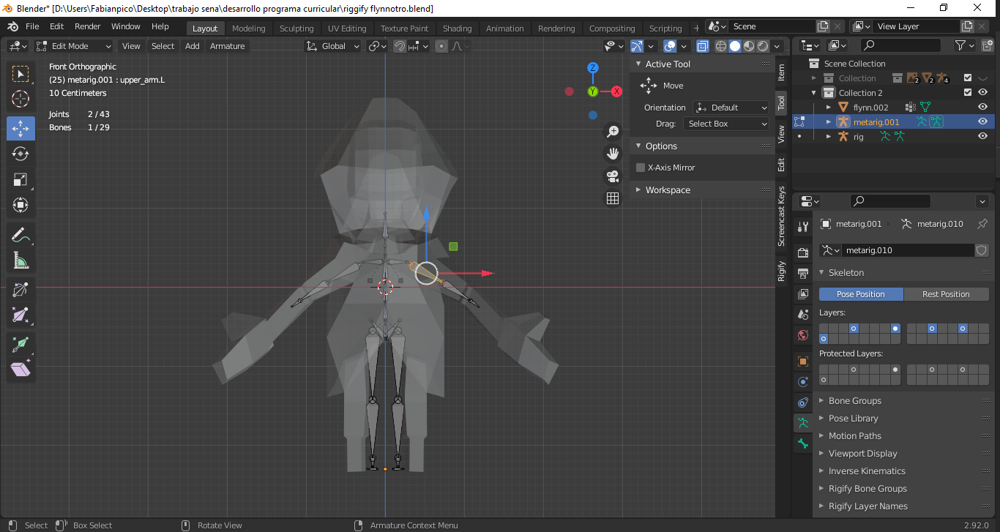 Blender* [D:\Users\Fabianpico\Desktop\trabajo sena\desarrollo programa curricular\riggify flynnotro.blend]
File Edit Render Window Help Layout Modeling Sculpting UV Editing Texture Paint Shading Animation Rendering Compositing Scripting + Scene View Layer
Edit Mode View Select Add Armature Global
Front Orthographic
(25) metarig.001 : upper_arm.L
10 Centimeters
Joints 2 / 43
Bones 1 / 29
Z
Y
X
Active Tool
Move
Orientation Default
Drag: Select Box
Options
X-Axis Mirror
Workspace
Item
Tool
View
Edit
Screencast Keys
Rigify
Scene Collection
Collection 2 2 4
Collection 2
flynn.002
metarig.001
rig
metarig.001 metarig.010
metarig.010
Skeleton
Pose Position Rest Position
Layers:
Protected Layers:
Bone Groups
Pose Library
Motion Paths
Viewport Display
Inverse Kinematics
Rigify Bone Groups
Rigify Layer Names
Select Box Select Rotate View Armature Context Menu 2.92.0